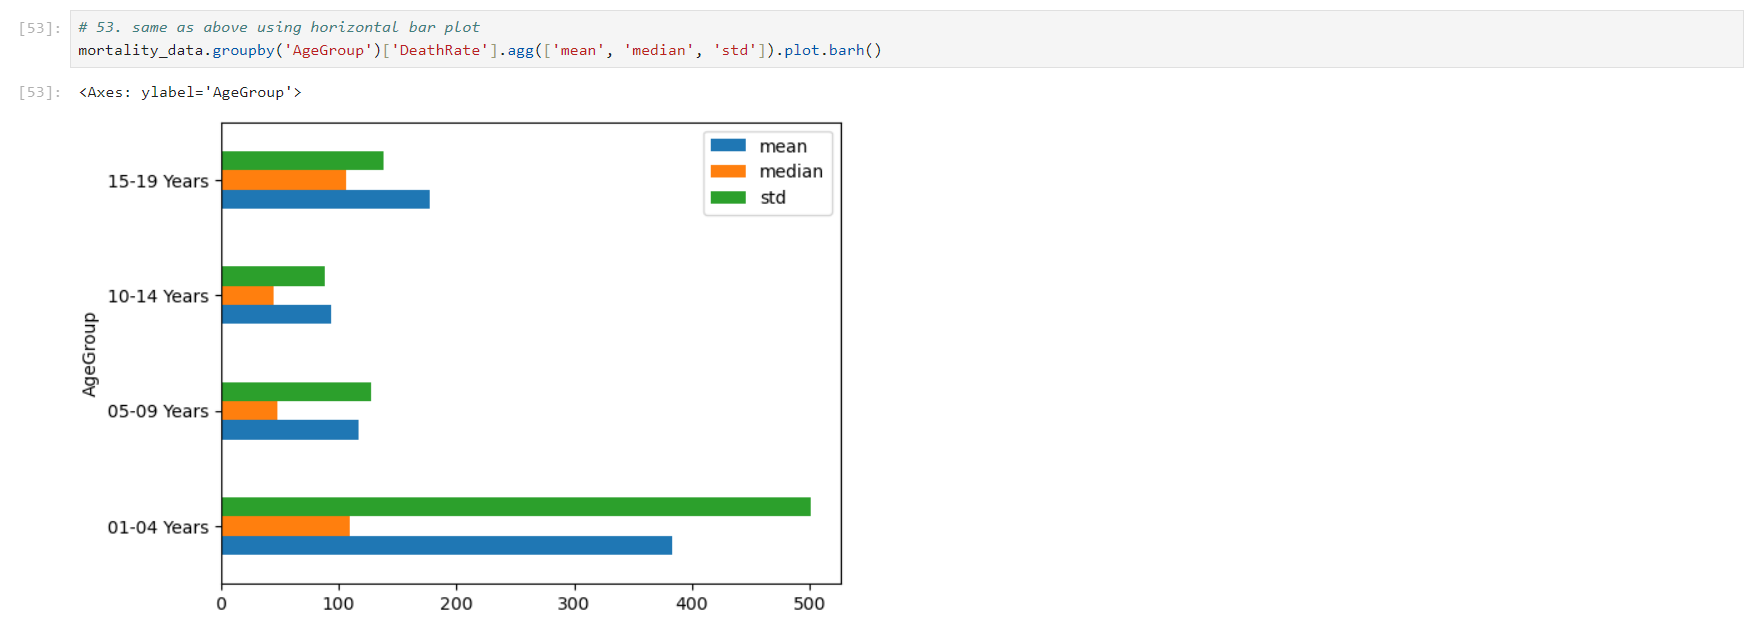 [53]: # 53. same as above using horizontal bar plot
mortality_data.groupby('AgeGroup')['DeathRate'].agg(['mean', 'median', 'std']).plot.barh()
[53]: <Axes: ylabel='AgeGroup'>
mean
median
std
15-19 Years
10-14 Years
AgeGroup
05-09 Years
01-04 Years
0 100 200 300 400 500